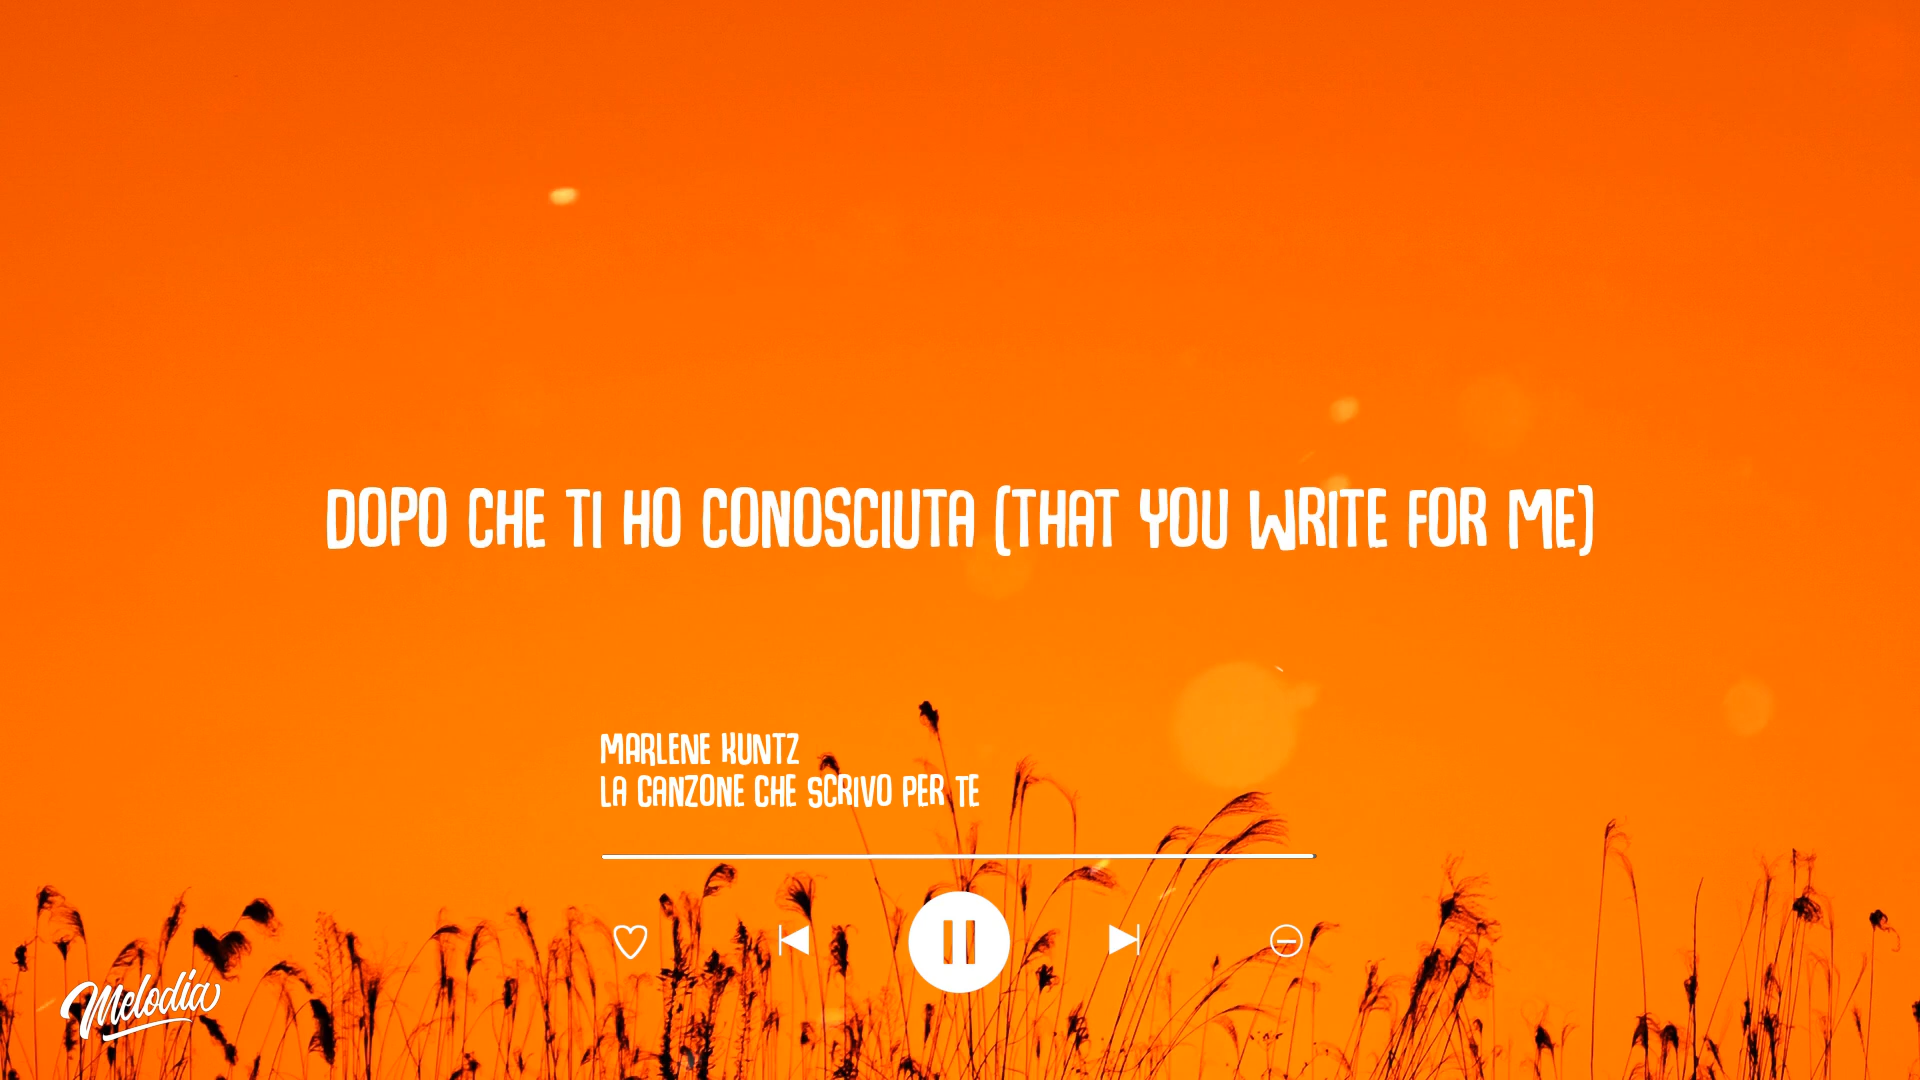 DOPO CHE TI HO CONOSCIUTA (THAT YOU WRITE FOR ME)
MARLENE KUNTZ
LA CANZONE CHE SCRIVO PER TE
Melodia